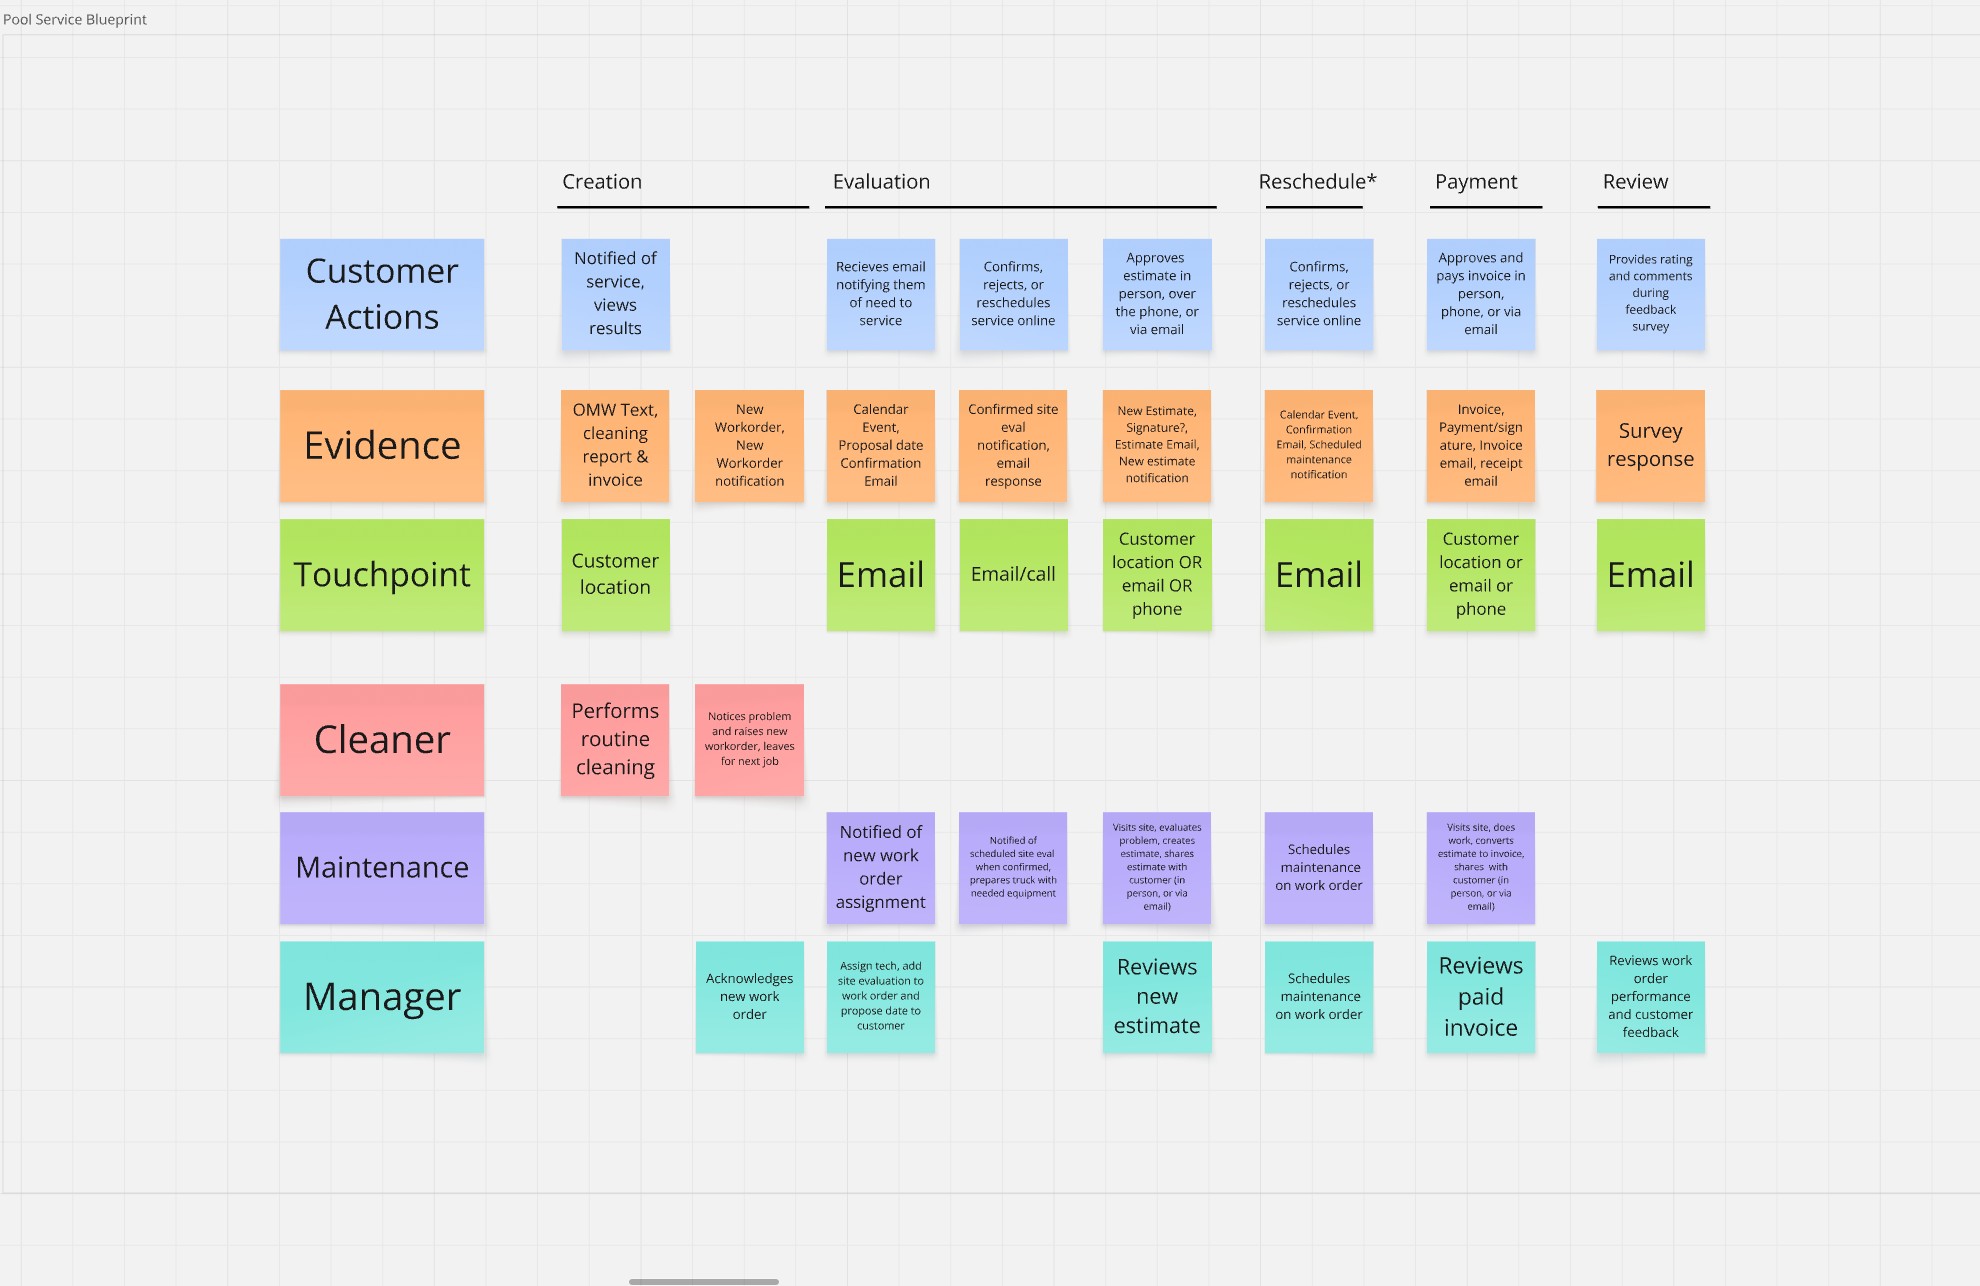 Pool Service Blueprint
Creation
Evaluation
Reschedule*
Payment
Review
Customer
Actions
Notified of
service,
views
results
Recieves email
notifying them
of need to
service
Confirms,
rejects, or
reschedules
service online
Approves
estimate in
person, over
the phone, or
via email
Confirms,
rejects, or
reschedules
service online
Approves and
pays invoice in
person,
phone, or via
email
Provides rating
and comments
during
feedback
survey
Evidence
OMW Text,
cleaning
report &
invoice
New
Workorder,
New
Workorder
notification
Calendar
Event,
Proposal date
Confirmation
Email
Confirmed site
eval
notification,
email
response
New Estimate,
Signature?,
Estimate Email,
New estimate
notification
Calendar Event,
Confirmation
Email, Scheduled
maintenance
notification
Invoice,
Payment/sign
ature, Invoice
email, receipt
email
Survey
response
Touchpoint
Customer
location
Email
Email/call
Customer
location OR
email OR
phone
Email
Customer
location or
email or
phone
Email
Cleaner
Performs
routine
cleaning
Notices problem
and raises new
workorder, leaves
for next job
Maintenance
Notified of
new work
order
assignment
Notified of
scheduled site eval
when confirmed,
prepares truck with
needed equipment
Visits site, evaluates
problem, creates
estimate, shares
estimate with
customer (in
person, or via
email)
Schedules
maintenance
on work order
Visits site, does
work, converts
estimate to invoice,
shares with
customer (in
person, or via
email)
Manager
Acknowledges
new work
order
Assign tech, add
site evaluation to
work order and
propose date to
customer
Reviews
new
estimate
Schedules
maintenance
on work order
Reviews
paid
invoice
Reviews work
order
performance
and customer
feedback